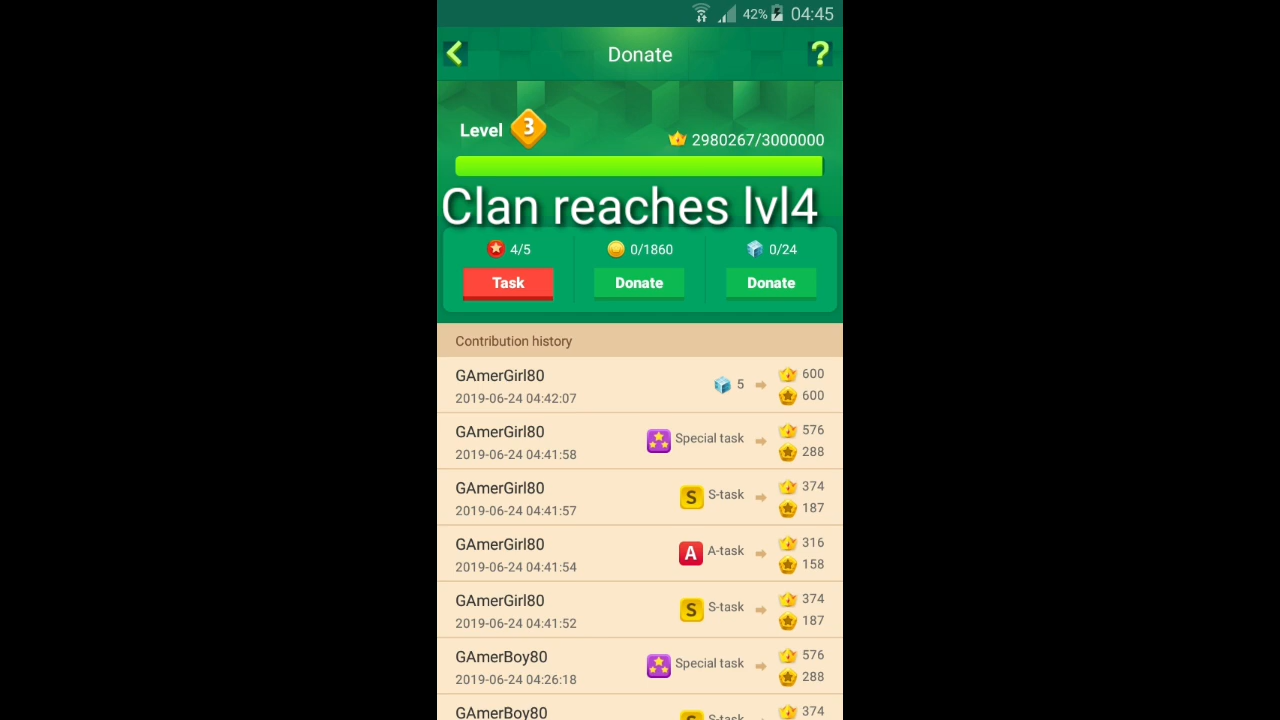 42% 04:45
Donate ?
Level 3 2980267/3000000
Clan reaches lvl4
4/5 0/1860 0/24
Task Donate Donate
Contribution history
GAmerGirl80
2019-06-24 04:42:07
5
600
600
GAmerGirl80
2019-06-24 04:41:58
Special task
576
288
GAmerGirl80
2019-06-24 04:41:57
S S-task
374
187
GAmerGirl80
2019-06-24 04:41:54
A A-task
316
158
GAmerGirl80
2019-06-24 04:41:52
S S-task
374
187
GAmerBoy80
2019-06-24 04:26:18
Special task
576
288
GAmerBoy80
S S-task
374